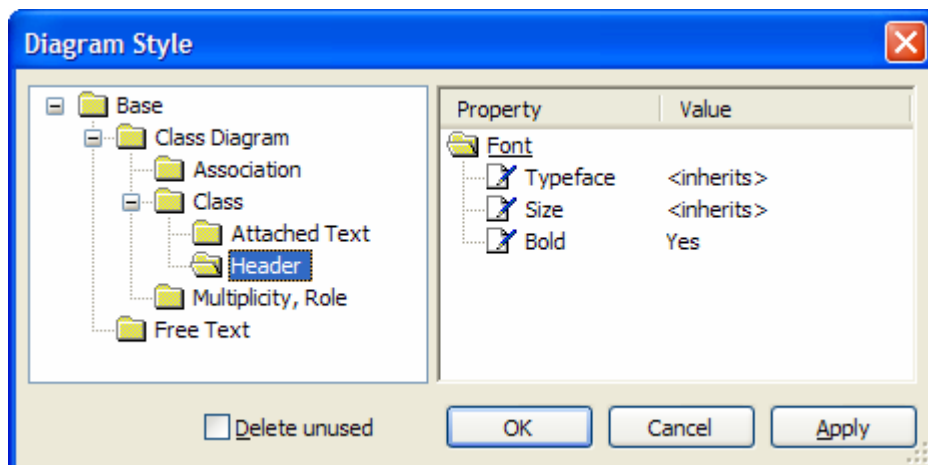 Diagram Style
Base
Class Diagram
Association
Class
Attached Text
Header
Multiplicity, Role
Free Text
Property Value
Font
Typeface <inherits>
Size <inherits>
Bold Yes
Delete unused
OK Cancel Apply